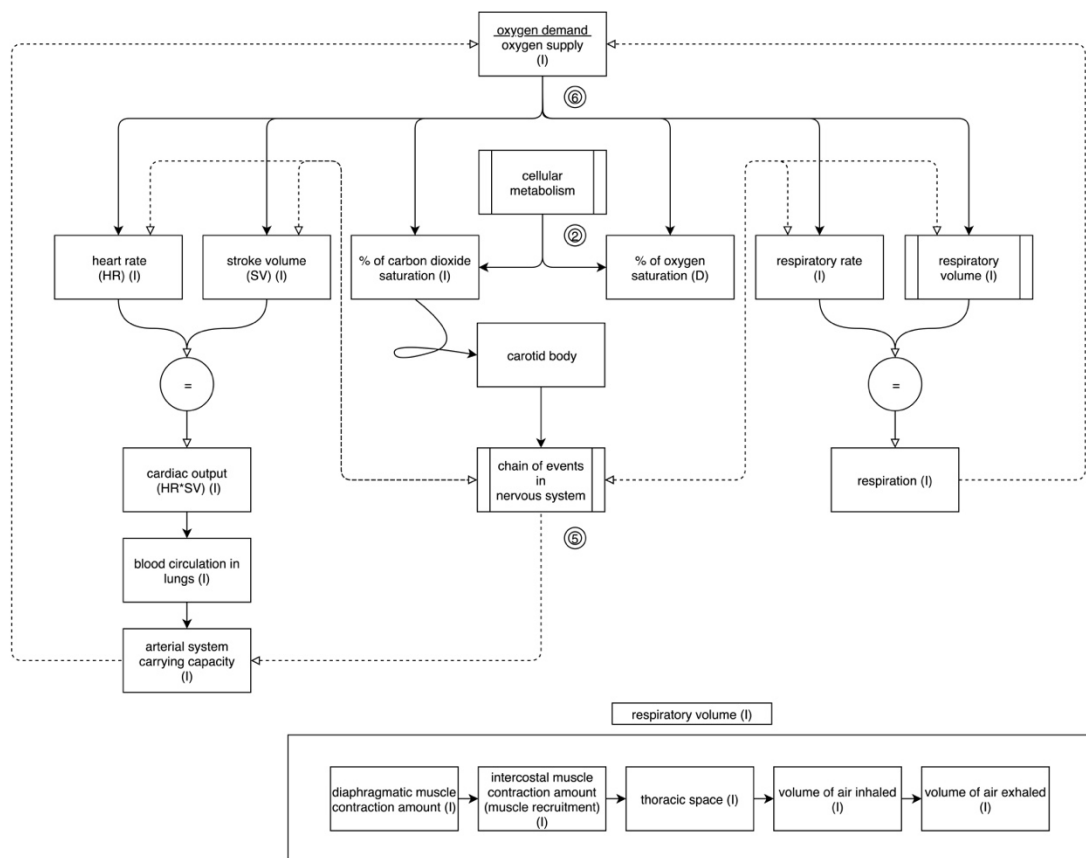 oxygen demand
oxygen supply
(I)
⑥
cellular
metabolism
②
heart rate
(HR) (I)
stroke volume
(SV) (I)
% of carbon dioxide
saturation (I)
% of oxygen
saturation (D)
respiratory rate
(I)
respiratory
volume (I)
carotid body
=
=
cardiac output
(HR*SV) (I)
chain of events
in
nervous system
respiration (I)
⑤
blood circulation in
lungs (I)
arterial system
carrying capacity
(I)
respiratory volume (I)
diaphragmatic muscle
contraction amount (I)
intercostal muscle
contraction amount
(muscle recruitment)
(I)
thoracic space (I)
volume of air inhaled
(I)
volume of air exhaled
(I)